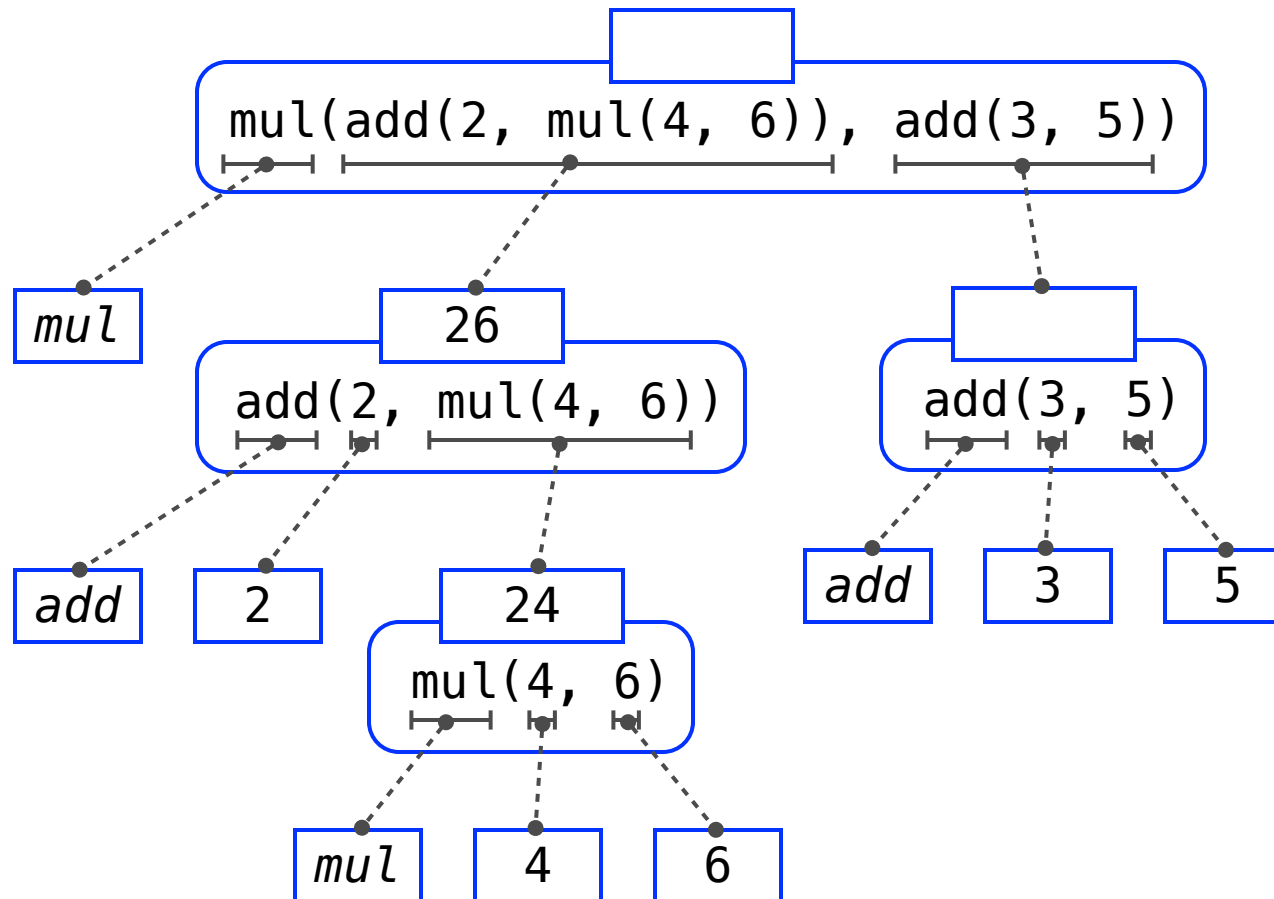 mul(add(2, mul(4, 6)), add(3, 5))
mul
26
add(2, mul(4, 6))
add(3, 5)
add
2
24
add
3
5
mul(4, 6)
mul
4
6